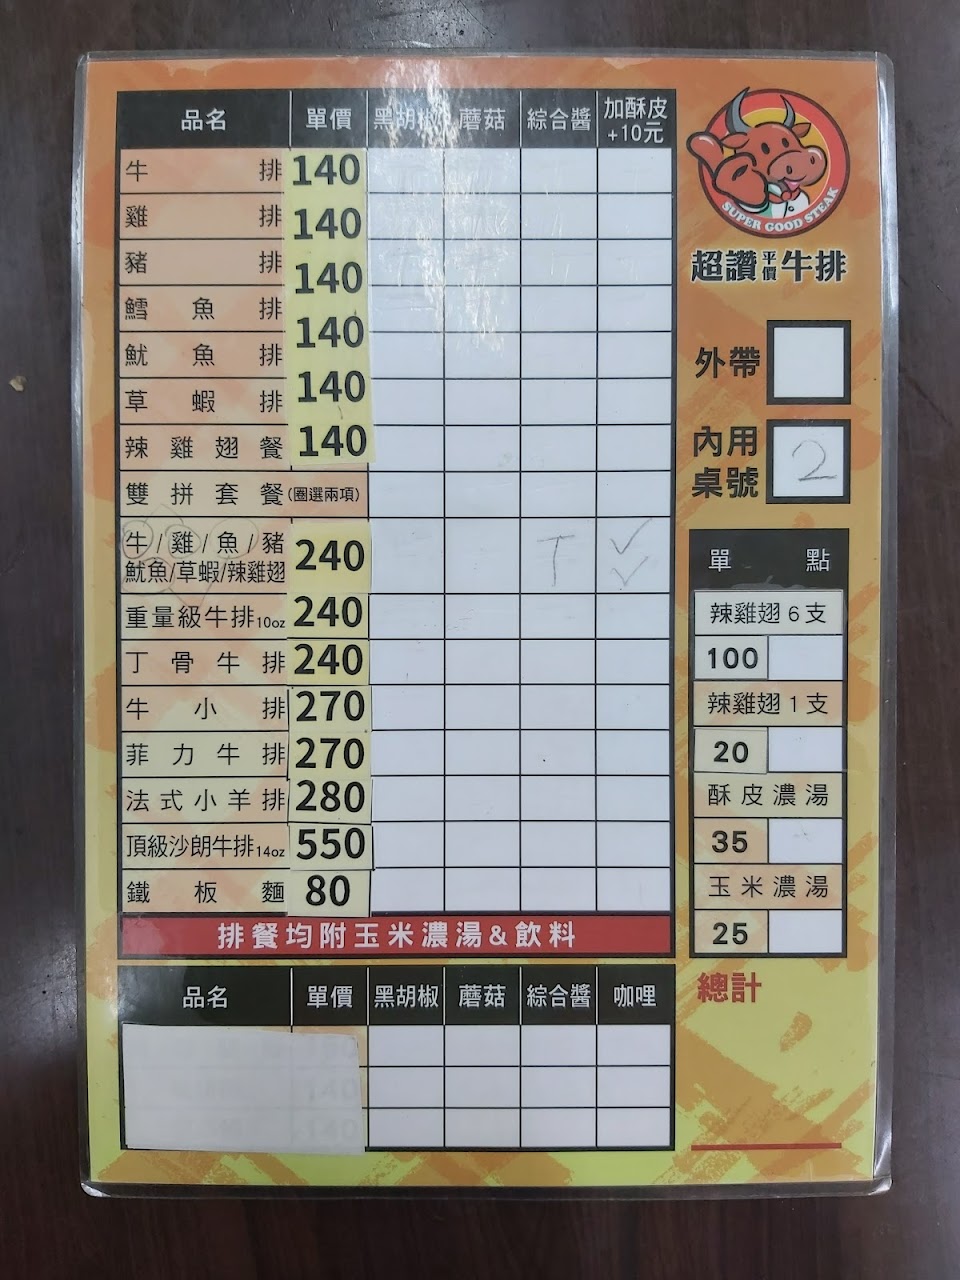 品名 單價 黑胡椒 蘑菇 綜合醬 加酥皮+10元
牛排 140
雞排 140
豬排 140
鱈魚排 140
魷魚排 140
草蝦排 140
辣雞翅餐
雙拼套餐(圈選兩項)
牛/雞/魚/豬
魷魚/草蝦/辣雞翅 240
重量級牛排10oz 240
丁骨牛排 240
牛小排 270
菲力牛排 270
法式小羊排 280
頂級沙朗牛排14oz 550
鐵板麵 80
排餐均附玉米濃湯&飲料
品名 單價 黑胡椒 蘑菇 綜合醬 咖哩
SUPER GOOD STEAK
超讚平價牛排
外帶
內用
桌號 2
單點
辣雞翅6支
100
辣雞翅1支
20
酥皮濃湯
35
玉米濃湯
25
總計